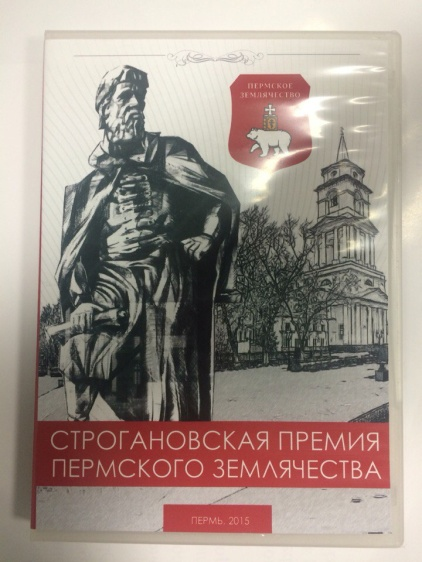 ПЕРМСКОЕ
ЗЕМЛЯЧЕСТВО
СТРОГАНОВСКАЯ ПРЕМИЯ
ПЕРМСКОГО ЗЕМЛЯЧЕСТВА
ПЕРМЬ, 2015